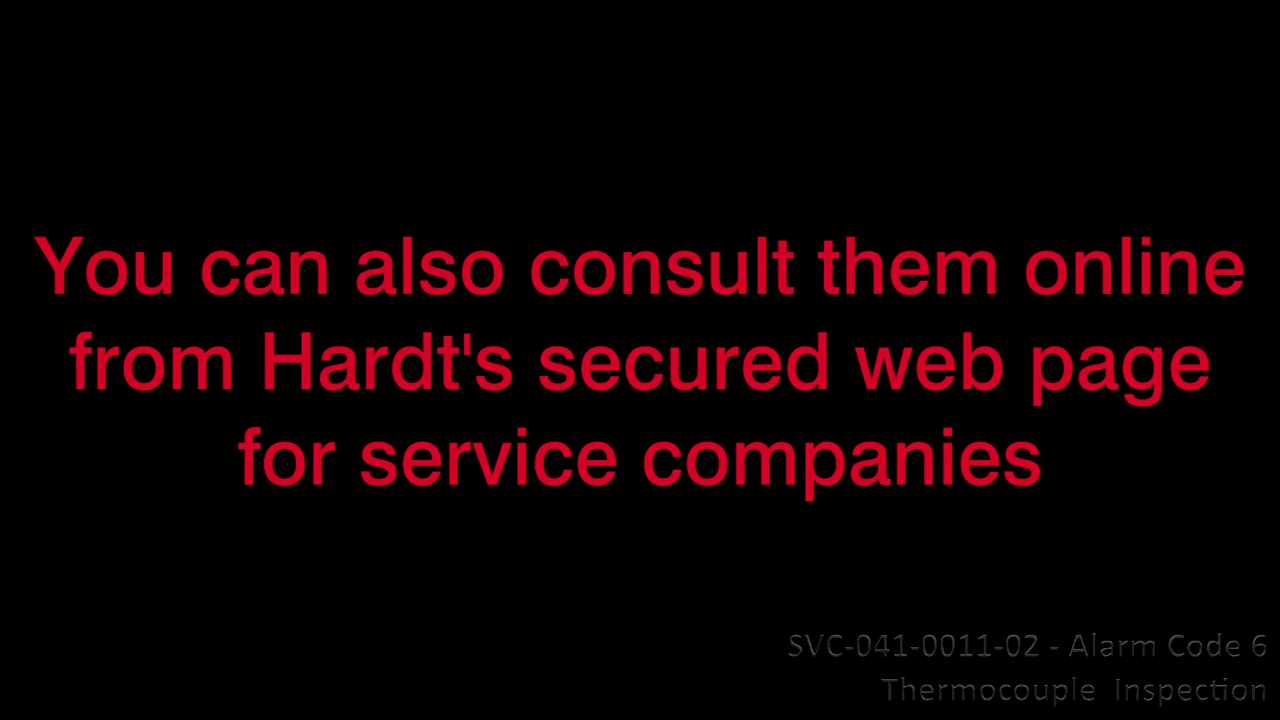 You can also consult them online
from Hardt's secured web page
for service companies
SVC-041-0011-02 - Alarm Code 6
Thermocouple Inspection